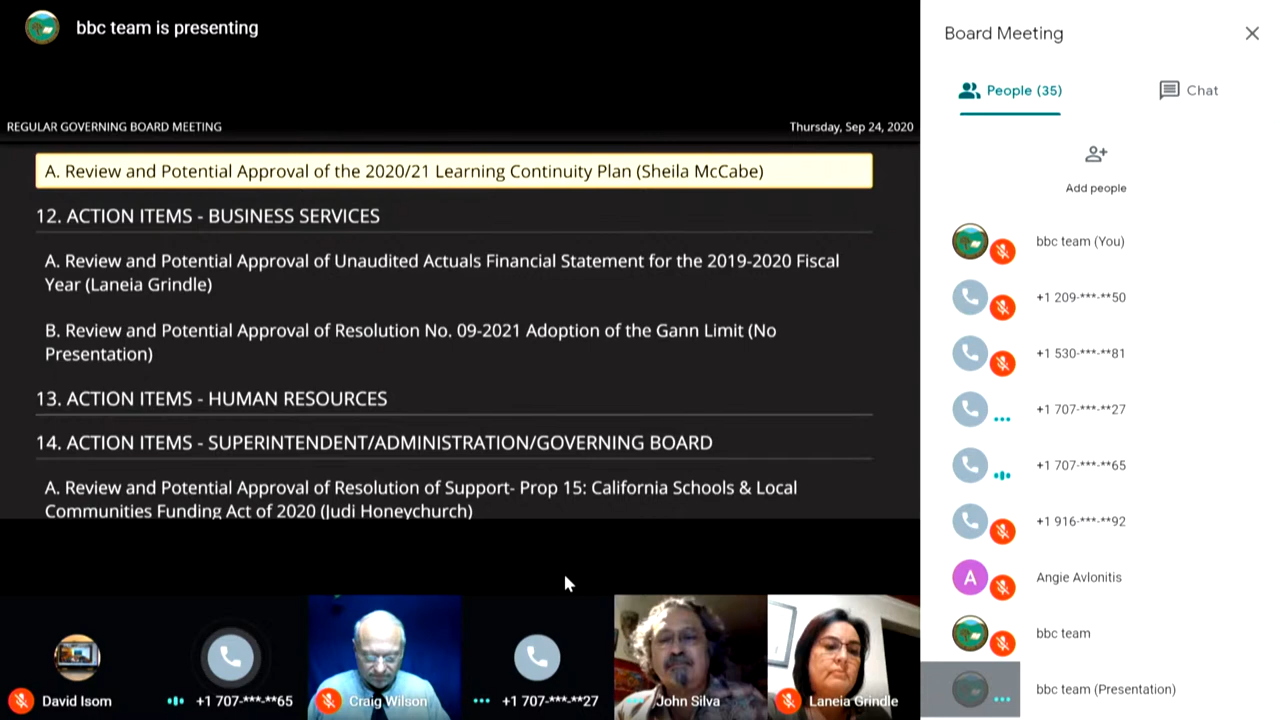 bbc team is presenting
REGULAR GOVERNING BOARD MEETING
Thursday, Sep 24, 2020
A. Review and Potential Approval of the 2020/21 Learning Continuity Plan (Sheila McCabe)
12. ACTION ITEMS - BUSINESS SERVICES
A. Review and Potential Approval of Unaudited Actuals Financial Statement for the 2019-2020 Fiscal
Year (Laneia Grindle)
B. Review and Potential Approval of Resolution No. 09-2021 Adoption of the Gann Limit (No
Presentation)
13. ACTION ITEMS - HUMAN RESOURCES
14. ACTION ITEMS - SUPERINTENDENT/ADMINISTRATION/GOVERNING BOARD
A. Review and Potential Approval of Resolution of Support- Prop 15: California Schools & Local
Communities Funding Act of 2020 (Judi Honeychurch)
David Isom
+1 707-***-**65
Craig Wilson
+1 707-***-**27
John Silva
Laneia Grindle
Board Meeting
People (35)
Chat
Add people
bbc team (You)
+1 209-***-**50
+1 530-***-**81
+1 707-***-**27
+1 707-***-**65
+1 916-***-**92
A
Angie Avlonitis
bbc team
bbc team (Presentation)